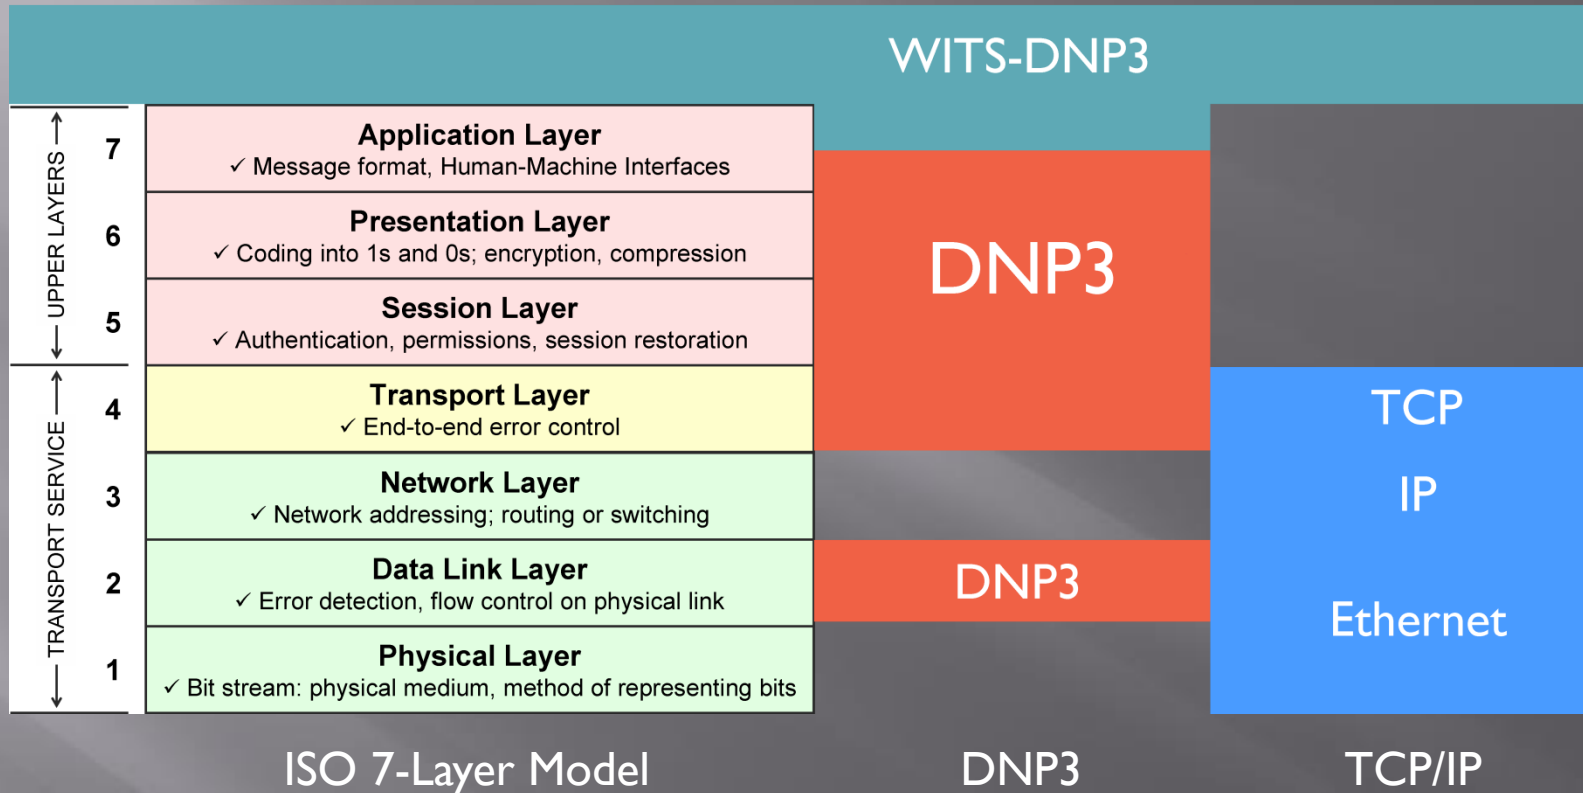 WITS-DNP3
UPPER LAYERS
7
Application Layer
✓ Message format, Human-Machine Interfaces
6
Presentation Layer
✓ Coding into 1s and 0s; encryption, compression
5
Session Layer
✓ Authentication, permissions, session restoration
DNP3
TRANSPORT SERVICE
4
Transport Layer
✓ End-to-end error control
TCP
3
Network Layer
✓ Network addressing; routing or switching
IP
2
Data Link Layer
✓ Error detection, flow control on physical link
DNP3
Ethernet
1
Physical Layer
✓ Bit stream: physical medium, method of representing bits
ISO 7-Layer Model
DNP3
TCP/IP